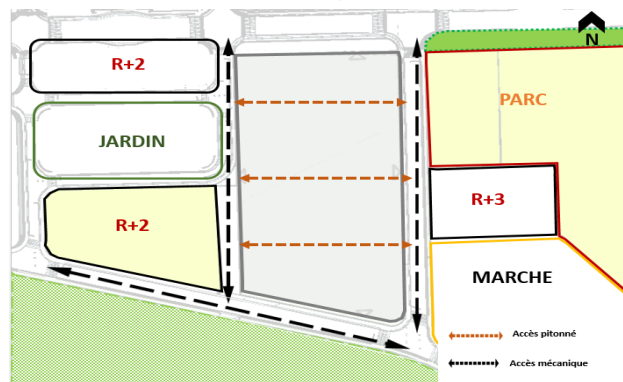 N
R+2
PARC
JARDIN
R+3
R+2
MARCHE
Accès pitonné
Accès mécanique